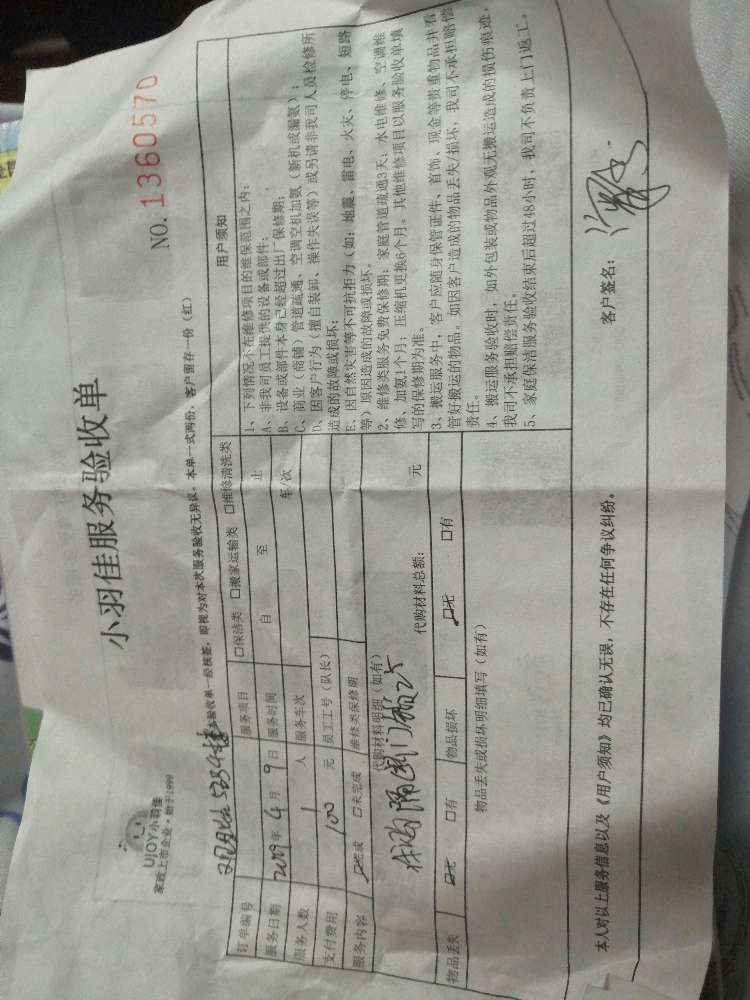 UJOY小羽佳
家政上市企业·始于1999
小羽佳服务验收单
NO. 1360570
验收单一经核签，即视为对本次服务验收无异议。本单一式两份，客户留存一份（红）
订单编号
服务项目 □保洁类 □搬家运输类 □维修清洗类
服务日期 2019年4月9日 服务时间 自 至 止
服务人数 1 人 服务车次 车/次
支付费用 100 元 员工工号（队长）
服务内容 □完成 □未完成 维修类保修期
代购材料明细（如有）
代购材料总额： 元
物品丢失 □无 □有 物品损坏 □无 □有
物品丢失或损坏明细填写（如有）
用户须知
1、下列情况不在维修项目的维保范围之内：
A、非我司员工提供的设备或部件；
B、设备或部件本身已经超过出厂保修期；
C、商业（商铺）管道疏通、空调空机加氨（新机或漏氨）；
D、因客户行为（擅自装卸、操作失误等）或另请非我司人员检修所
造成的故障或损坏；
E、因自然灾害等不可抗拒力（如：地震、雷电、火灾、停电、短路
等）原因造成的故障或损坏。
2、维修类服务免费保修期：家庭管道疏通3天；水电维修、空调维
修、加氨1个月；压缩机更换6个月。其他维修项目以服务验收单填
写的保修期为准。
3、搬运服务中，客户应随身保管证件、首饰、现金等贵重物品并看
管好搬运的物品。如因客户造成的物品丢失/损坏，我司不承担赔偿
责任。
4、搬运服务验收时，如外包装或物品外观无搬运造成的损伤痕迹，
我司不承担赔偿责任。
5、家庭保洁服务验收结束后超过48小时，我司不负责上门返工。
本人对以上服务信息以及《用户须知》均已确认无误，不存在任何争议纠纷。
客户签名：